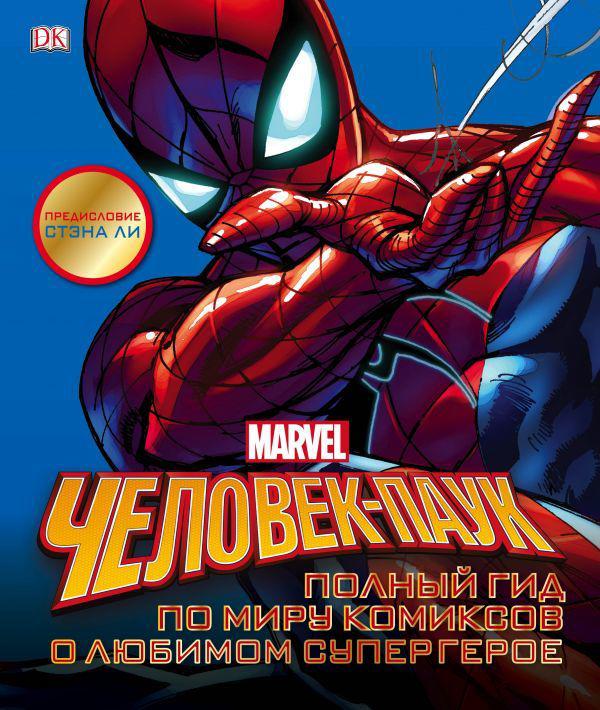 DK
ПРЕДИСЛОВИЕ
СТЭНА ЛИ
MARVEL
ЧЕЛОВЕК-ПАУК
ПОЛНЫЙ ГИД
ПО МИРУ КОМИКСОВ
О ЛЮБИМОМ СУПЕРГЕРОЕ